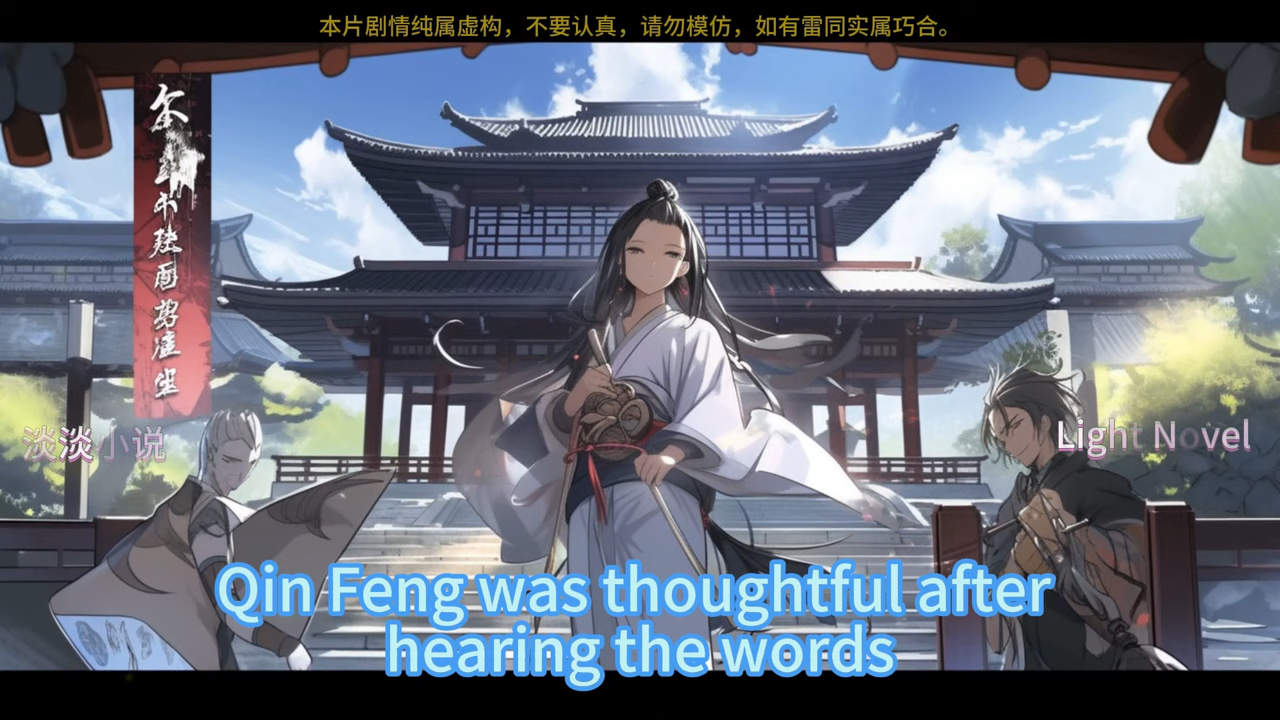 本片剧情纯属虚构，不要认真，请勿模仿，如有雷同实属巧合。
淡淡小说
Light Novel
Qin Feng was thoughtful after
hearing the words